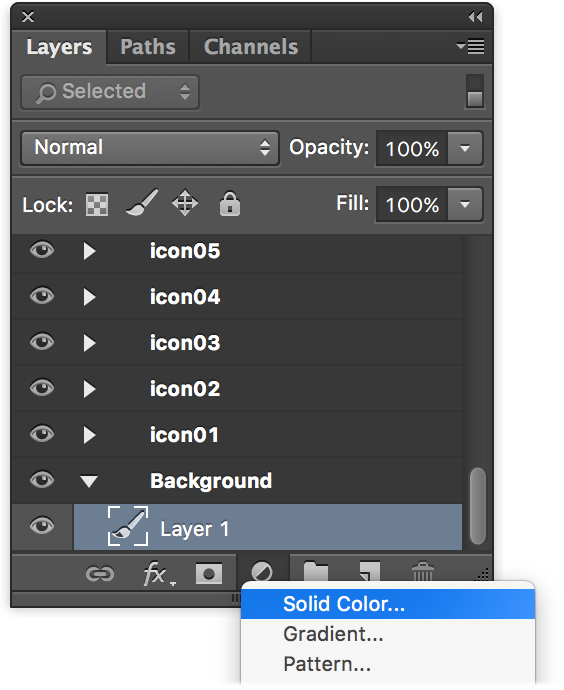 Layers Paths Channels
Selected
Normal Opacity: 100%
Lock: Fill: 100%
icon05
icon04
icon03
icon02
icon01
Background
Layer 1
fx
Solid Color...
Gradient...
Pattern...